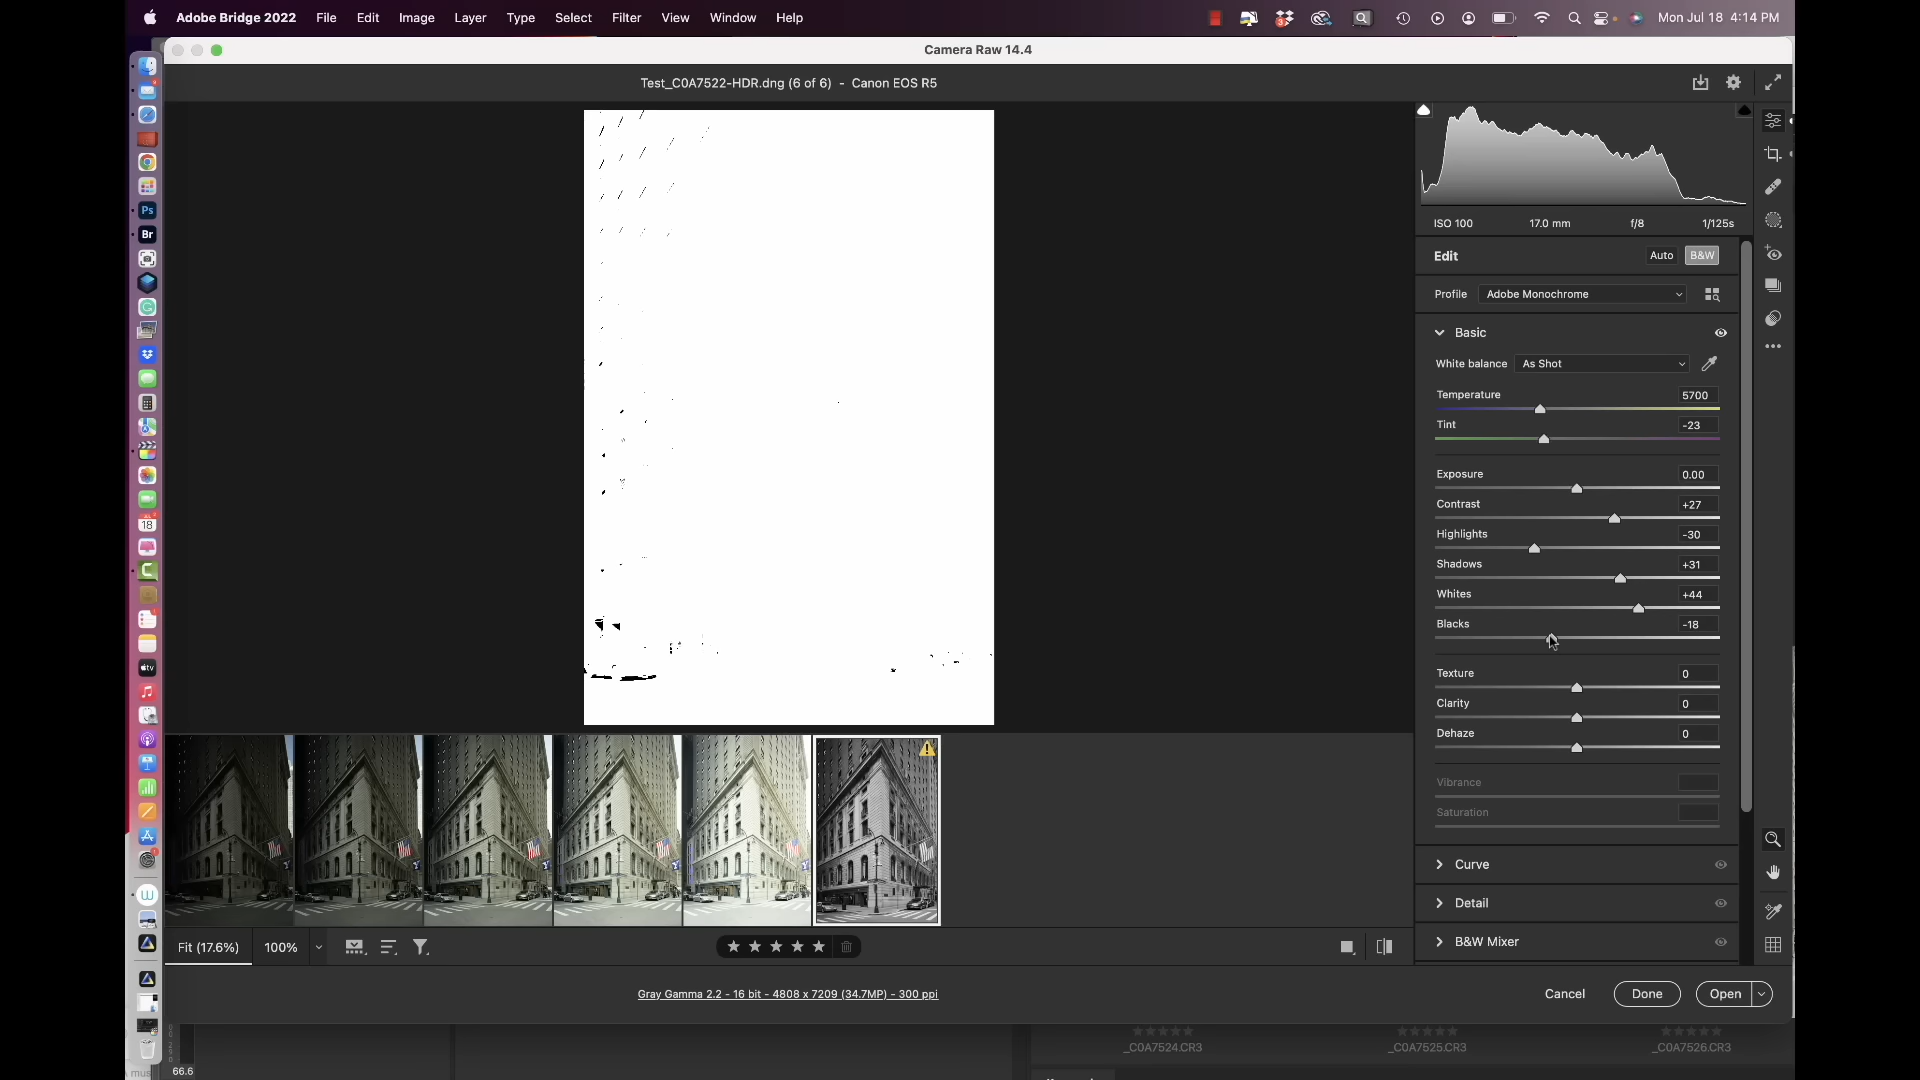 Adobe Bridge 2022 File Edit Image Layer Type Select Filter View Window Help
Mon Jul 18 4:14 PM
Camera Raw 14.4
Test_C0A7522-HDR.dng (6 of 6) - Canon EOS R5
ISO 100 17.0 mm f/8 1/125s
Edit Auto B&W
Profile Adobe Monochrome
Basic
White balance As Shot
Temperature 5700
Tint -23
Exposure 0.00
Contrast +27
Highlights -30
Shadows +31
Whites +44
Blacks -18
Texture 0
Clarity 0
Dehaze 0
Vibrance
Saturation
Curve
Detail
B&W Mixer
Ps
Br
18
tv
Fit (17.6%) 100%
Gray Gamma 2.2 - 16 bit - 4808 x 7209 (34.7MP) - 300 ppi
Cancel Done Open
_C0A7524.CR3 _C0A7525.CR3 _C0A7526.CR3
mus 66.6